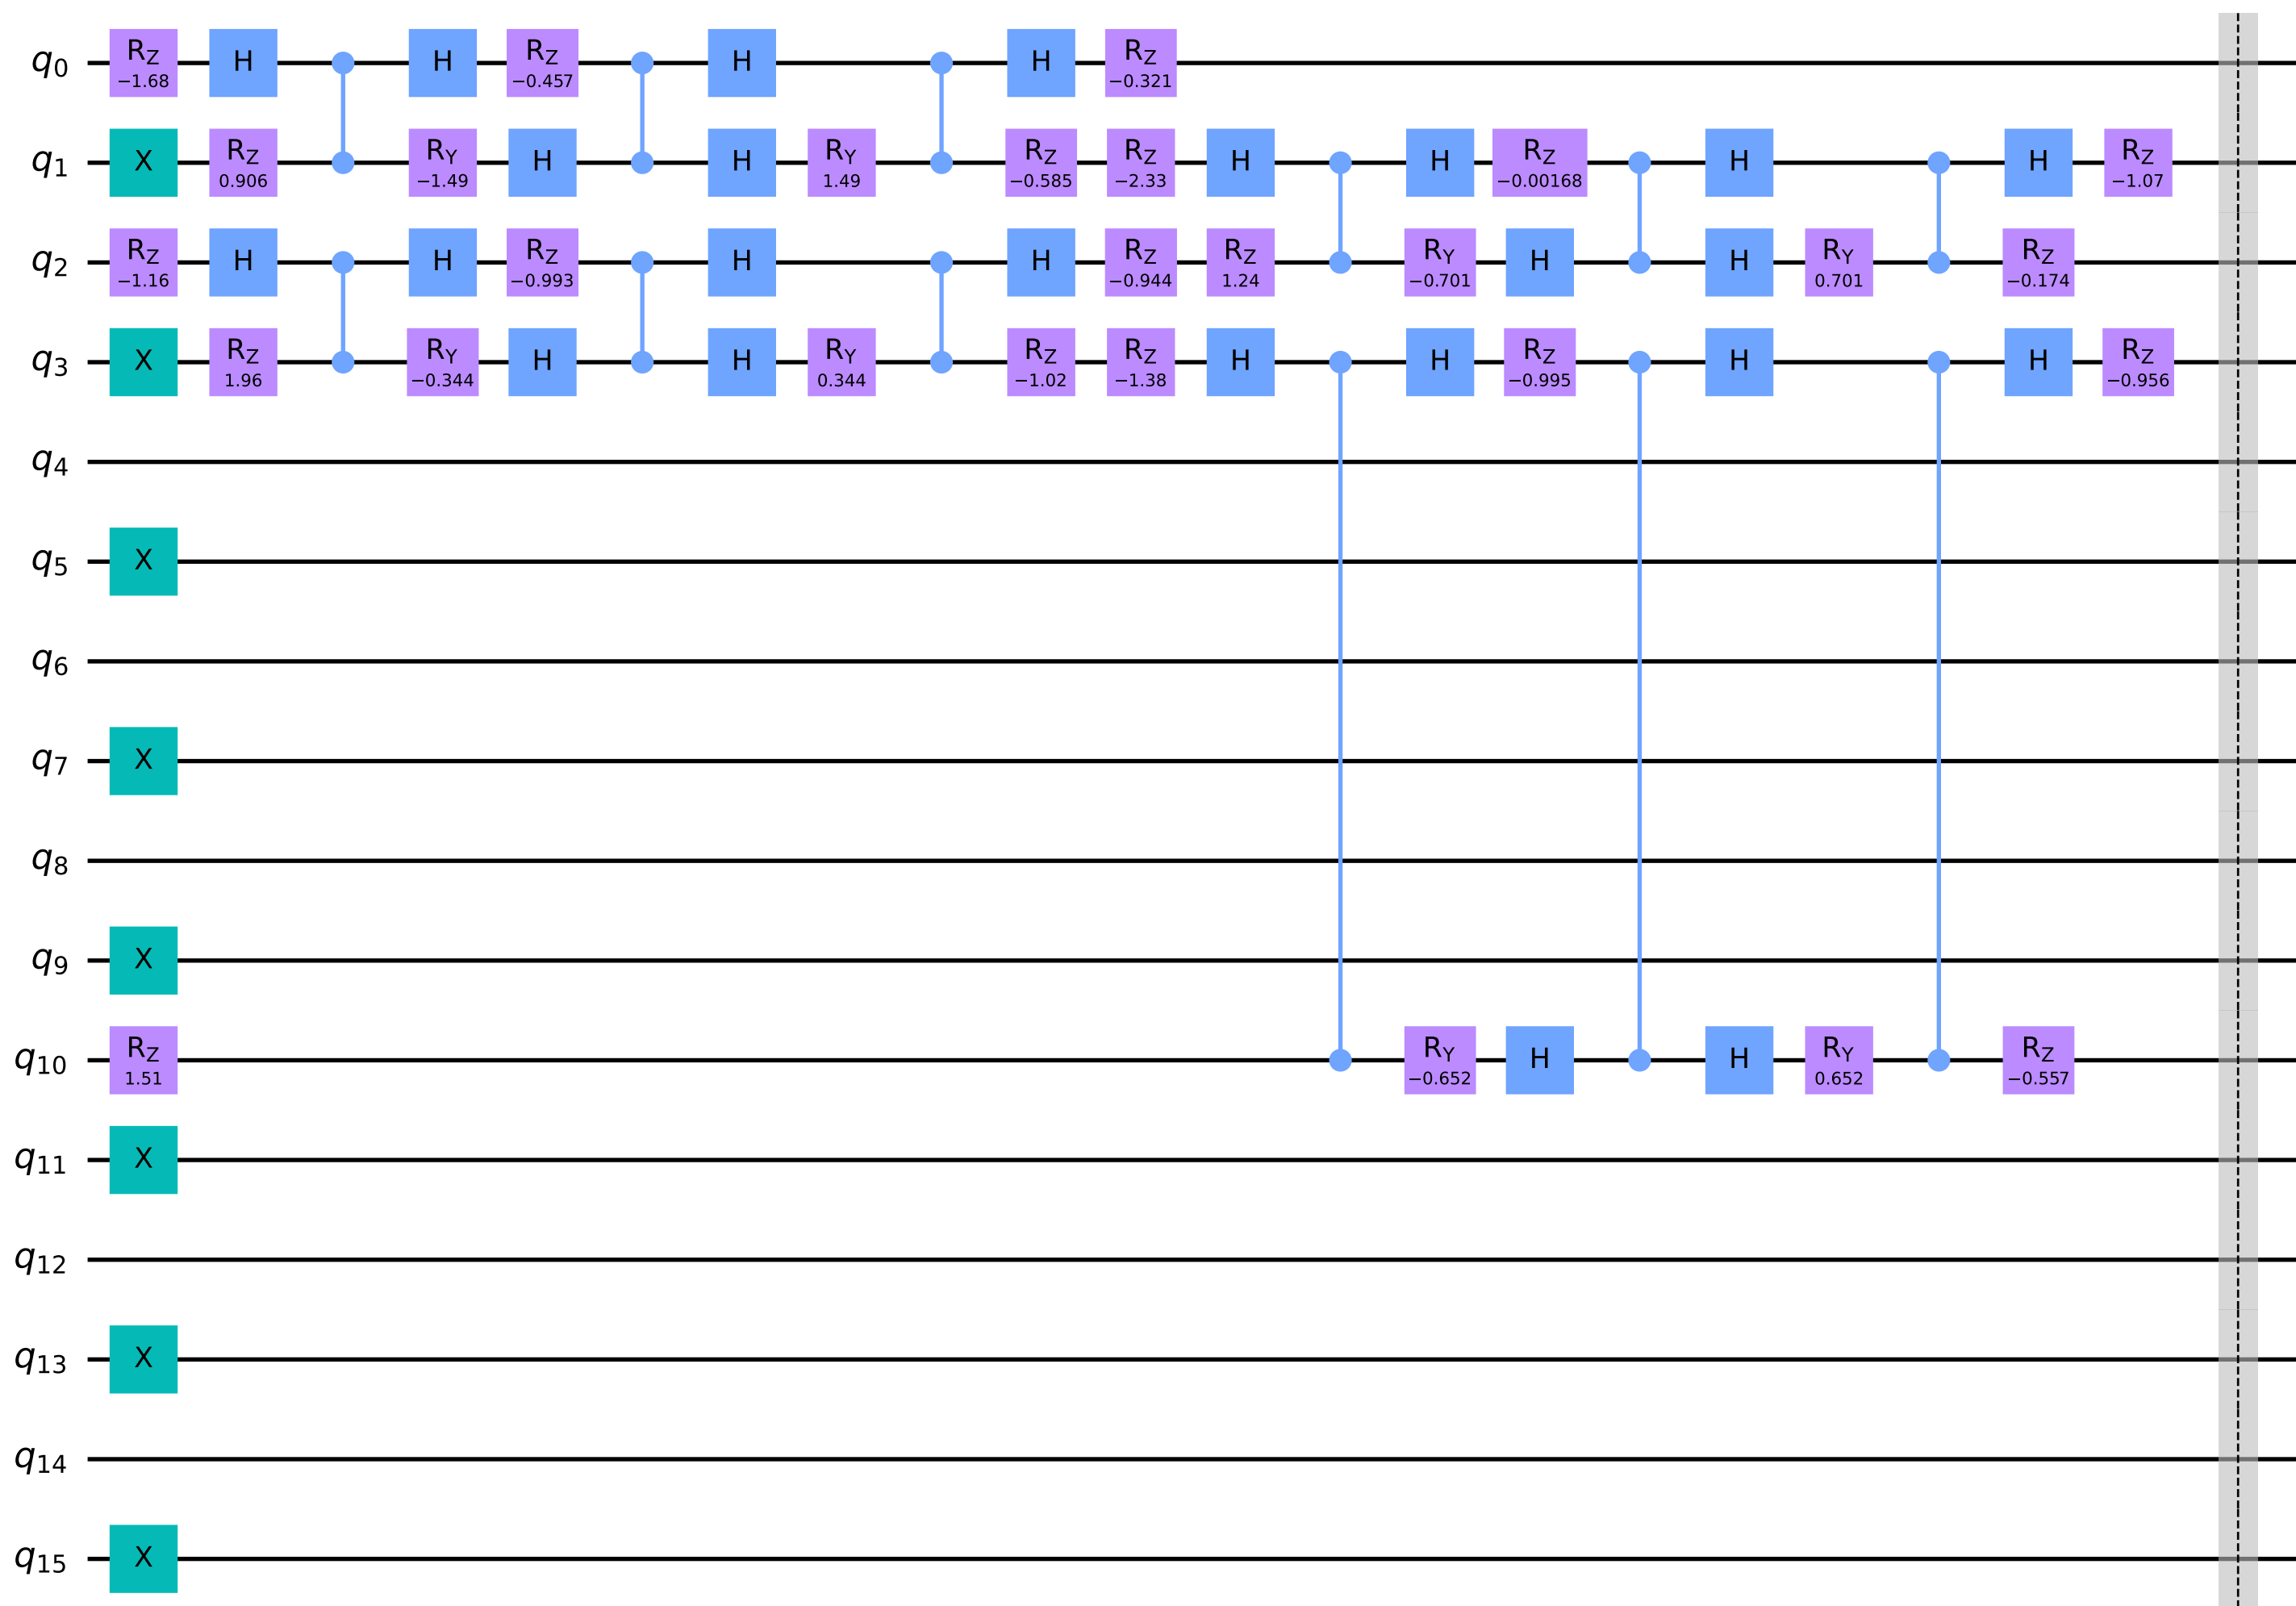 q0 RZ −1.68 H H RZ −0.457 H H RZ −0.321
q1 X RZ 0.906 RY −1.49 H H RY 1.49 RZ −0.585 RZ −2.33 H H RZ −0.00168 H H RZ −1.07
q2 RZ −1.16 H H RZ −0.993 H H RZ −0.944 RZ 1.24 RY −0.701 H H RY 0.701 RZ −0.174
q3 X RZ 1.96 RY −0.344 H H RY 0.344 RZ −1.02 RZ −1.38 H H RZ −0.995 H H RZ −0.956
q4
q5 X
q6
q7 X
q8
q9 X
q10 RZ 1.51 RY −0.652 H H RY 0.652 RZ −0.557
q11 X
q12
q13 X
q14
q15 X